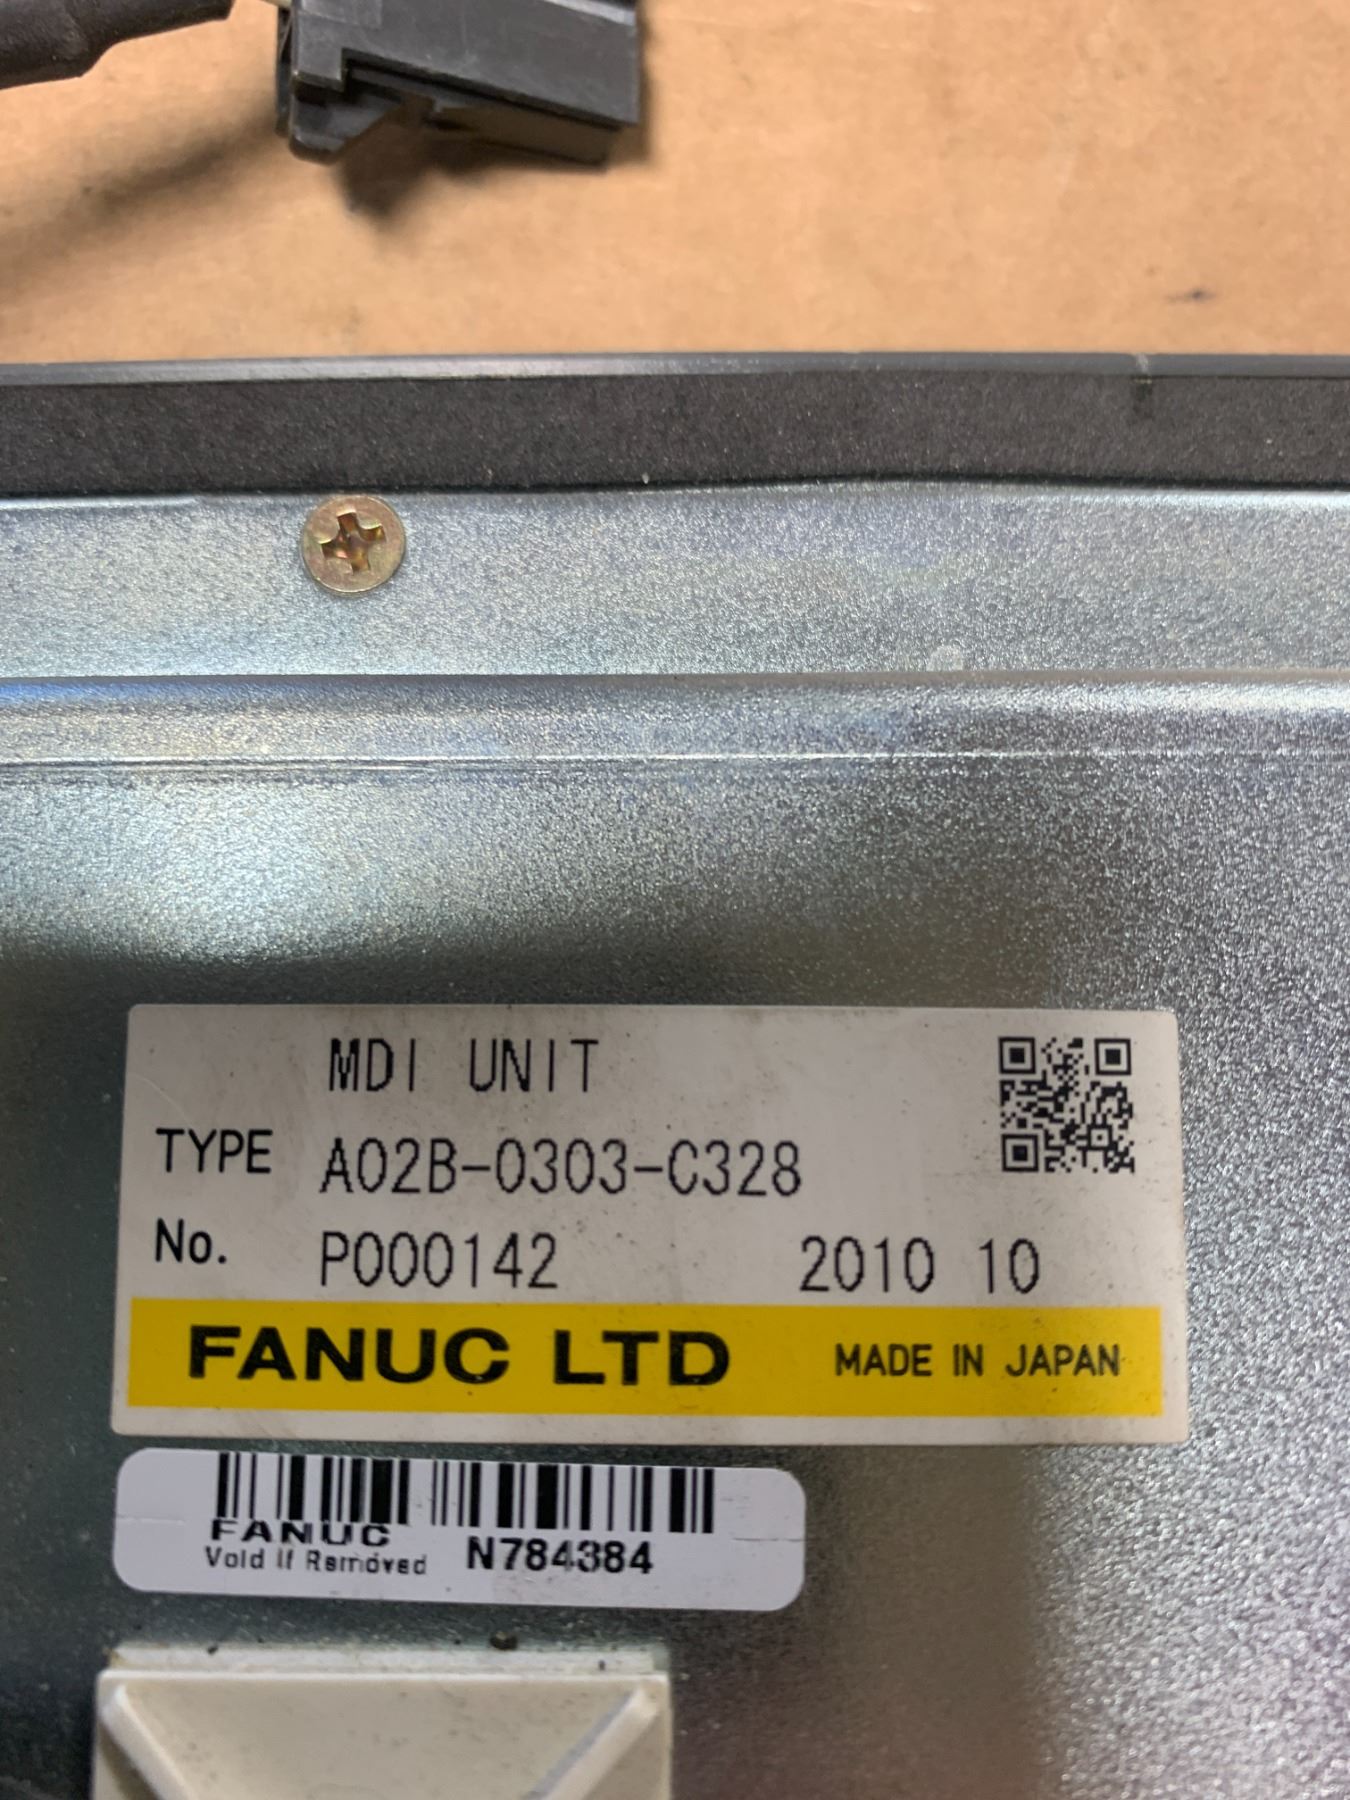 MDI UNIT
TYPE A02B-0303-C328
No. P000142 2010 10
FANUC LTD MADE IN JAPAN
FANUC
Void If Removed N784384